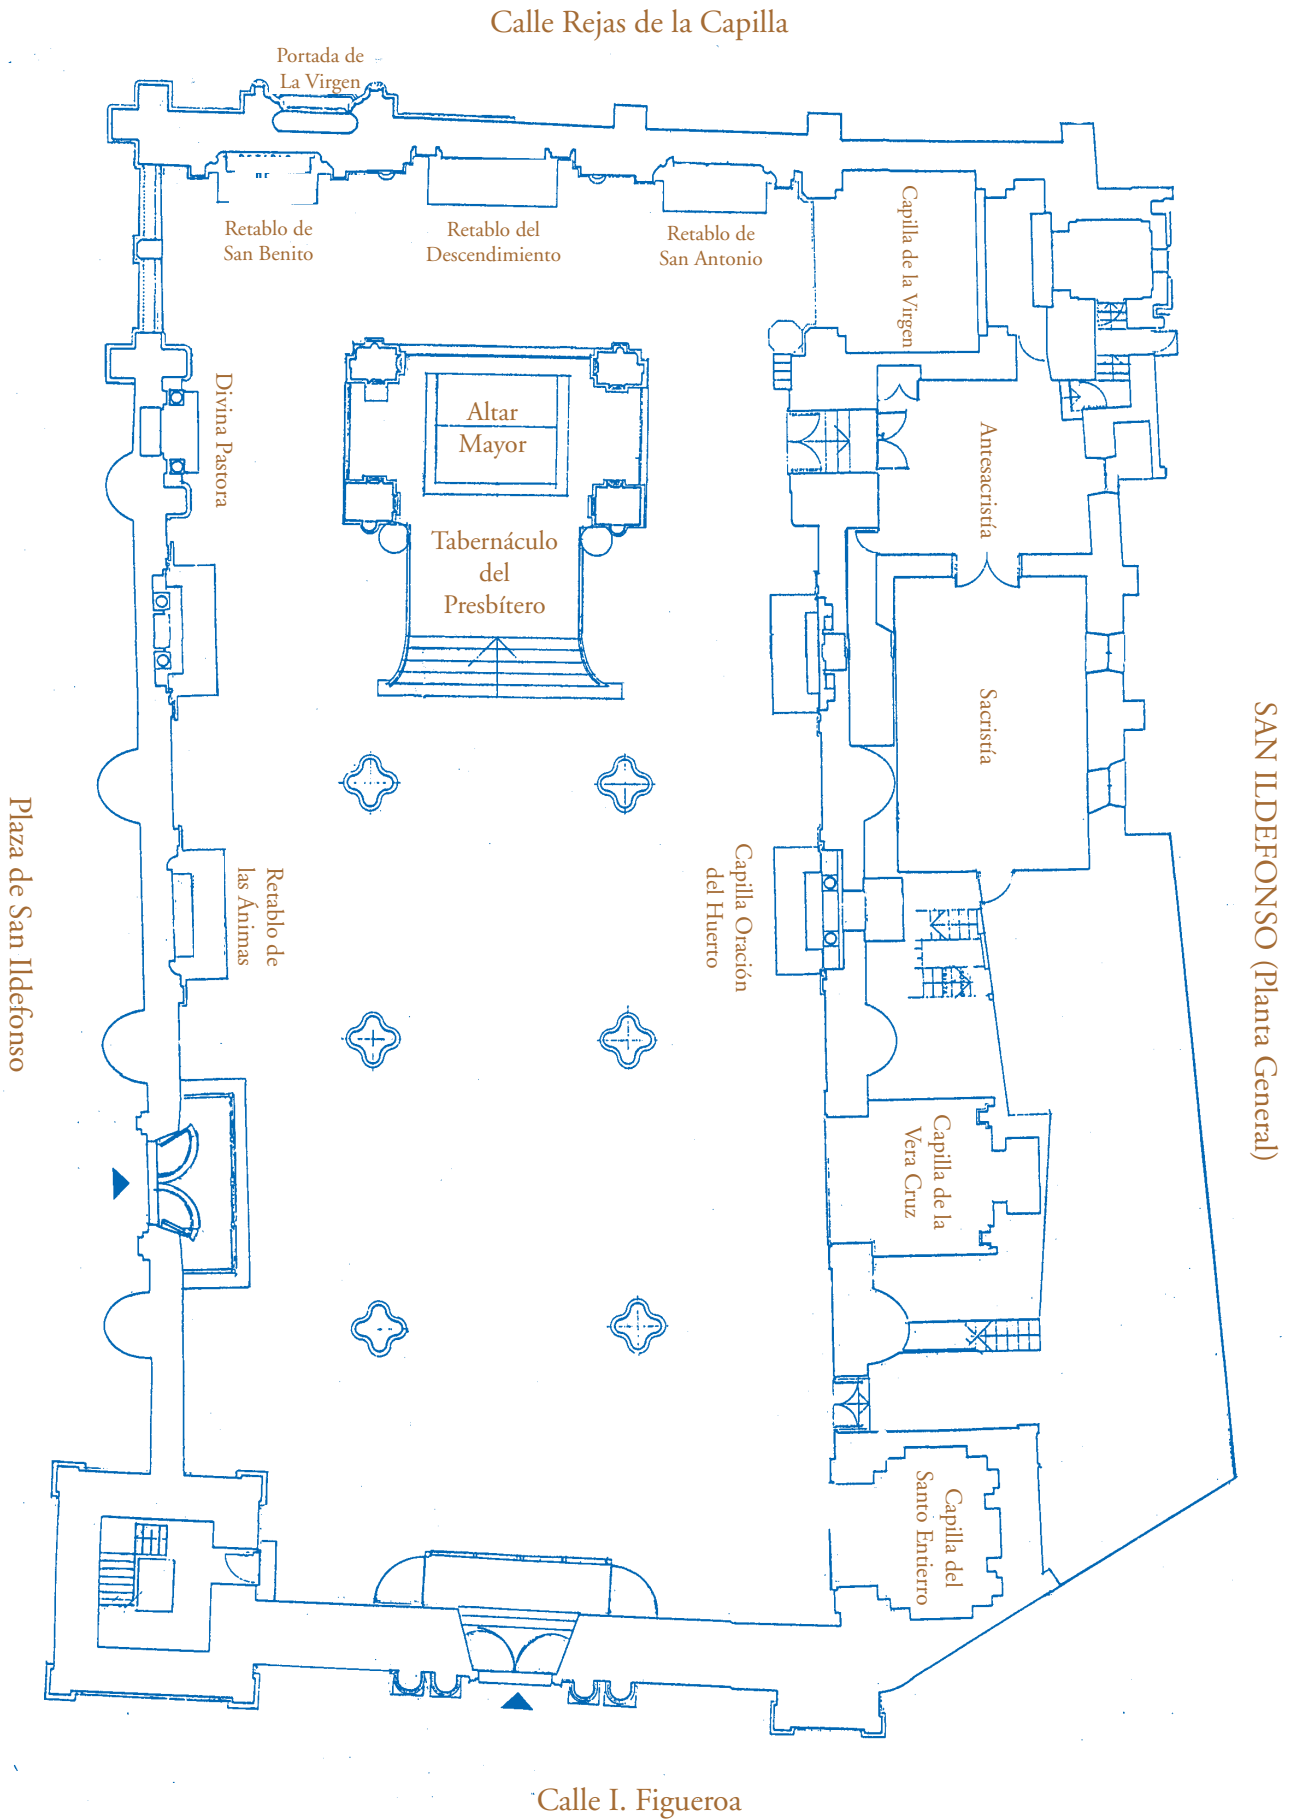 Calle Rejas de la Capilla
Portada de
La Virgen
Retablo de
San Benito
Retablo del
Descendimiento
Retablo de
San Antonio
Capilla de la Virgen
Divina Pastora
Altar
Mayor
Antesacristía
Tabernáculo
del
Presbítero
Sacristía
SAN ILDEFONSO (Planta General)
Plaza de San Ildefonso
Retablo de
las Ánimas
Capilla Oración
del Huerto
Capilla de la
Vera Cruz
Capilla del
Santo Entierro
Calle I. Figueroa